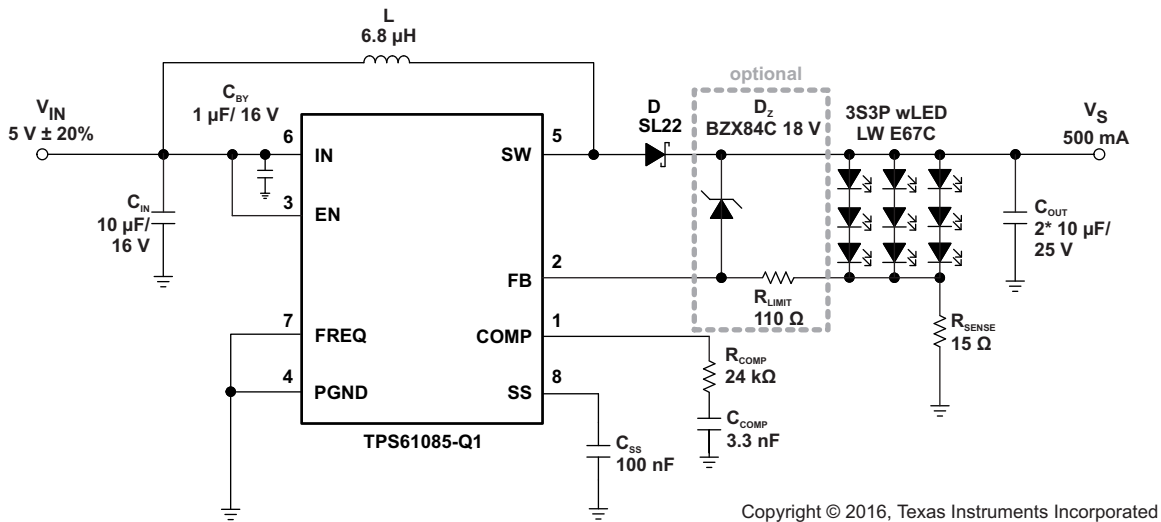 L
6.8 µH
optional
C_BY
1 µF/ 16 V
V_IN
5 V ± 20%
6
IN
5
SW
D
SL22
D_Z
BZX84C 18 V
3S3P wLED
LW E67C
V_S
500 mA
C_IN
10 µF/
16 V
3
EN
C_OUT
2* 10 µF/
25 V
2
FB
R_LIMIT
110 Ω
7
FREQ
1
COMP
R_SENSE
15 Ω
R_COMP
24 kΩ
4
PGND
8
SS
C_COMP
3.3 nF
TPS61085-Q1
C_SS
100 nF
Copyright © 2016, Texas Instruments Incorporated